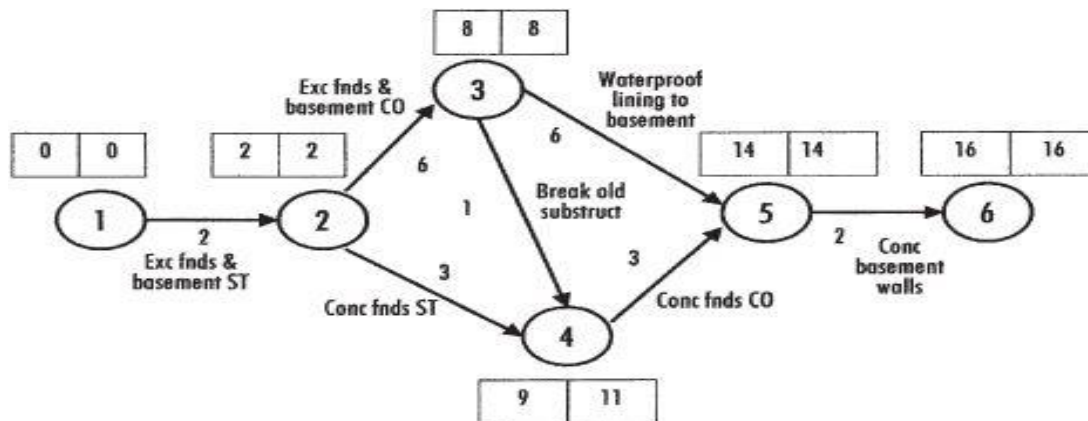 8 8
Exc fnds &
basement CO
3
Waterproof
lining to
basement
0 0
2 2
6
6
14 14
16 16
1
2
1
Break old
substruct
5
6
2
Exc fnds &
basement ST
3
Conc fnds ST
3
Conc fnds CO
2
Conc
basement
walls
4
9 11